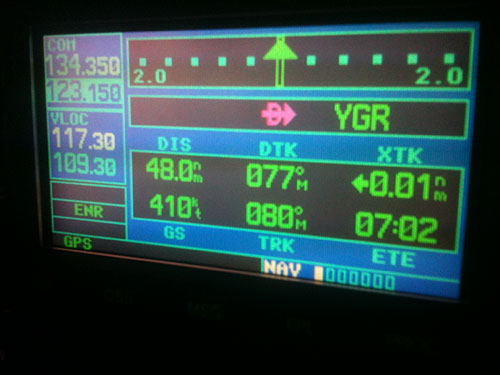 COM
134.350
123.150
VLOC
117.30
109.30
ENR
GPS
2.0 2.0
D YGR
DIS DTK XTK
48.0nm 077°M 0.01nm
410kt 080°M 07:02
GS TRK ETE
NAV